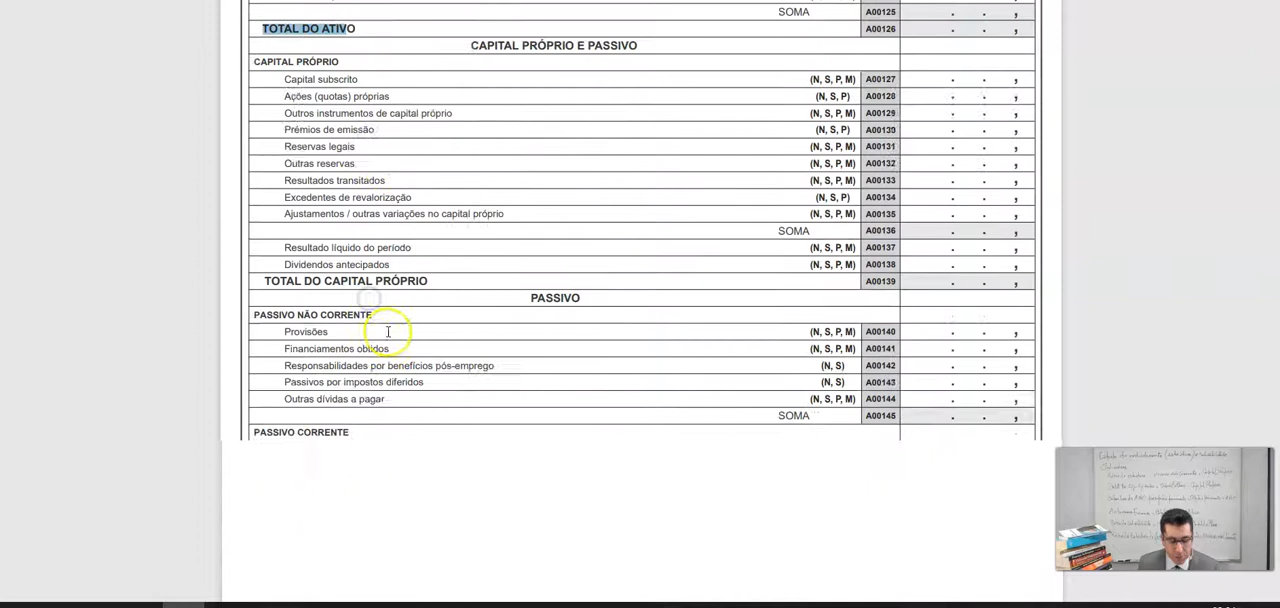 SOMA A00125 . . ,
TOTAL DO ATIVO A00126 . . ,
CAPITAL PRÓPRIO E PASSIVO
CAPITAL PRÓPRIO
Capital subscrito (N, S, P, M) A00127 . . ,
Ações (quotas) próprias (N, S, P) A00128 . . ,
Outros instrumentos de capital próprio (N, S, P, M) A00129 . . ,
Prémios de emissão (N, S, P) A00130 . . ,
Reservas legais (N, S, P, M) A00131 . . ,
Outras reservas (N, S, P, M) A00132 . . ,
Resultados transitados (N, S, P, M) A00133 . . ,
Excedentes de revalorização (N, S, P) A00134 . . ,
Ajustamentos / outras variações no capital próprio (N, S, P, M) A00135 . . ,
SOMA A00136 . . ,
Resultado líquido do período (N, S, P, M) A00137 . . ,
Dividendos antecipados (N, S, P, M) A00138 . . ,
TOTAL DO CAPITAL PRÓPRIO A00139 . . ,
PASSIVO
PASSIVO NÃO CORRENTE
Provisões (N, S, P, M) A00140 . . ,
Financiamentos obtidos (N, S, P, M) A00141 . . ,
Responsabilidades por benefícios pós-emprego (N, S) A00142 . . ,
Passivos por impostos diferidos (N, S) A00143 . . ,
Outras dívidas a pagar (N, S, P, M) A00144 . . ,
SOMA A00145 . . ,
PASSIVO CORRENTE